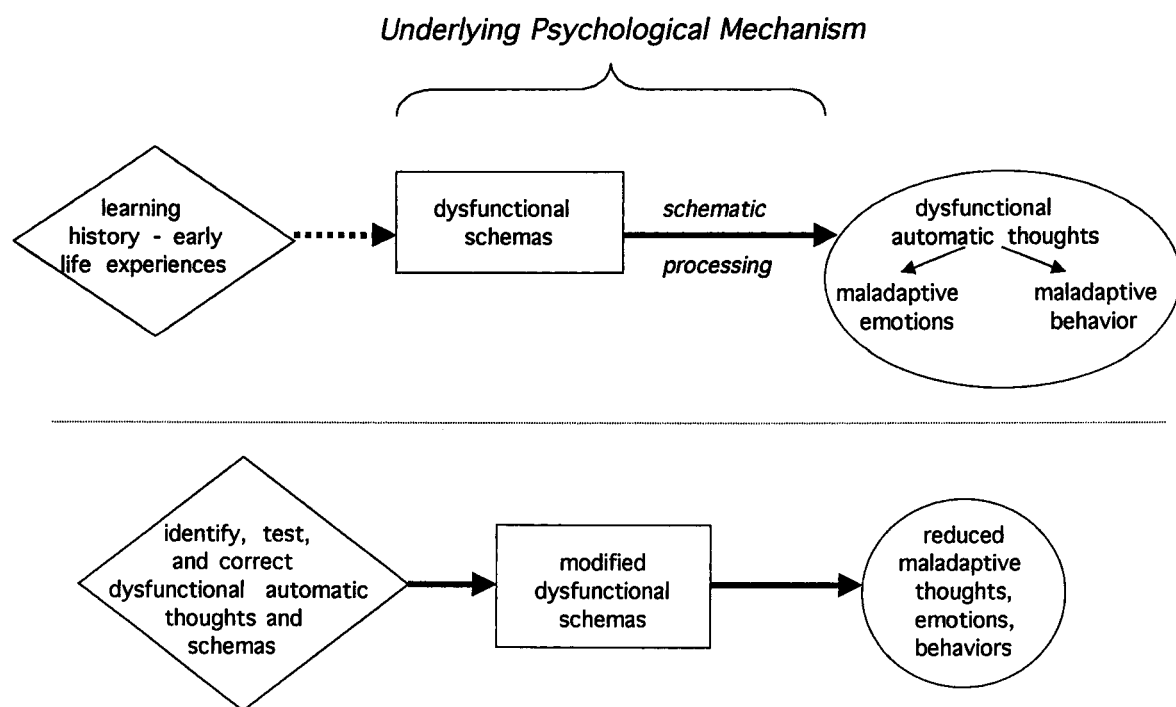 Underlying Psychological Mechanism
learning
history - early
life experiences
dysfunctional
schemas
schematic
processing
dysfunctional
automatic thoughts
maladaptive
emotions
maladaptive
behavior
identify, test,
and correct
dysfunctional automatic
thoughts and
schemas
modified
dysfunctional
schemas
reduced
maladaptive
thoughts,
emotions,
behaviors